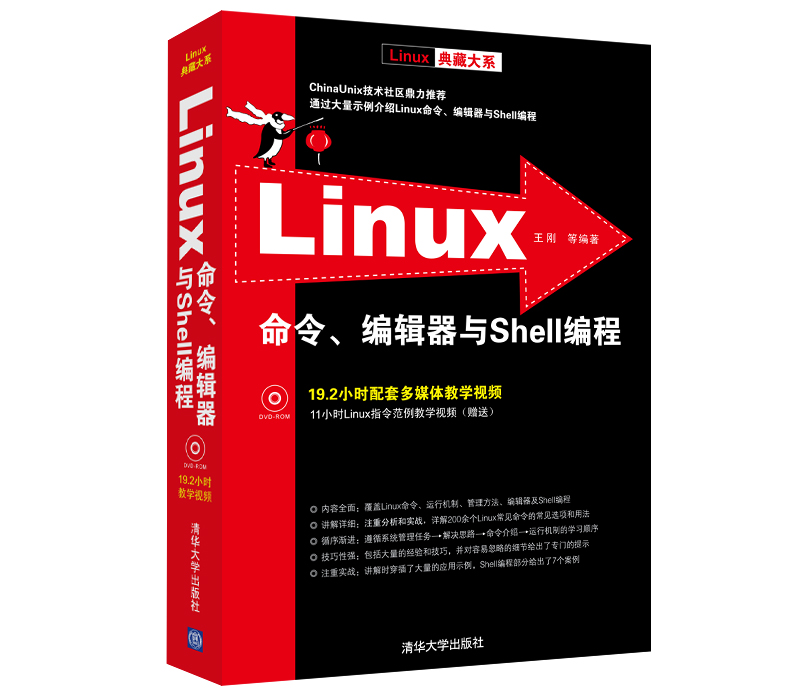 Linux
典藏大系
Linux
命令、编辑器
与Shell编程
DVD-ROM
19.2小时
教学视频
清华大学出版社
Linux 典藏大系
ChinaUnix技术社区鼎力推荐
通过大量示例介绍Linux命令、编辑器与Shell编程
Linux
王刚 等编著
命令、编辑器与Shell编程
DVD-ROM
19.2小时配套多媒体教学视频
11小时Linux指令范例教学视频（赠送）
◎ 内容全面：覆盖Linux命令、运行机制、管理方法、编辑器及Shell编程
◎ 讲解详细：注重分析和实战，详解200余个Linux常见命令的常见选项和用法
◎ 循序渐进：遵循系统管理任务→解决思路→命令介绍→运行机制的学习顺序
◎ 技巧性强：包括大量的经验和技巧，并对容易忽略的细节给出了专门的提示
◎ 注重实战：讲解时穿插了大量的应用示例，Shell编程部分给出了7个案例
清华大学出版社